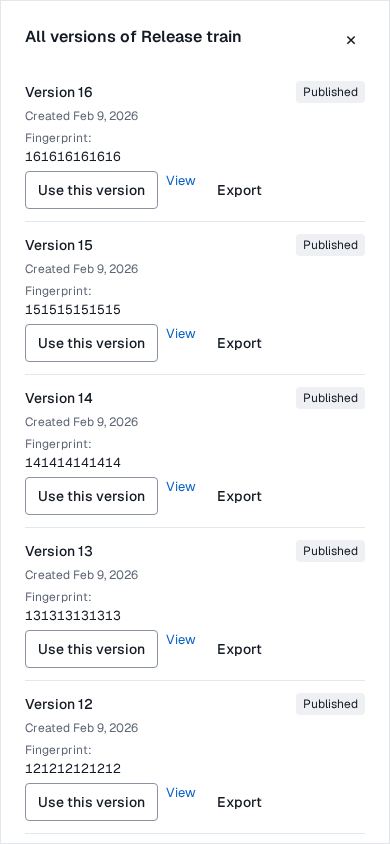 All versions of Release train
×
Version 16
Published
Created Feb 9, 2026
Fingerprint:
161616161616
Use this version View Export
Version 15
Published
Created Feb 9, 2026
Fingerprint:
151515151515
Use this version View Export
Version 14
Published
Created Feb 9, 2026
Fingerprint:
141414141414
Use this version View Export
Version 13
Published
Created Feb 9, 2026
Fingerprint:
131313131313
Use this version View Export
Version 12
Published
Created Feb 9, 2026
Fingerprint:
121212121212
Use this version View Export